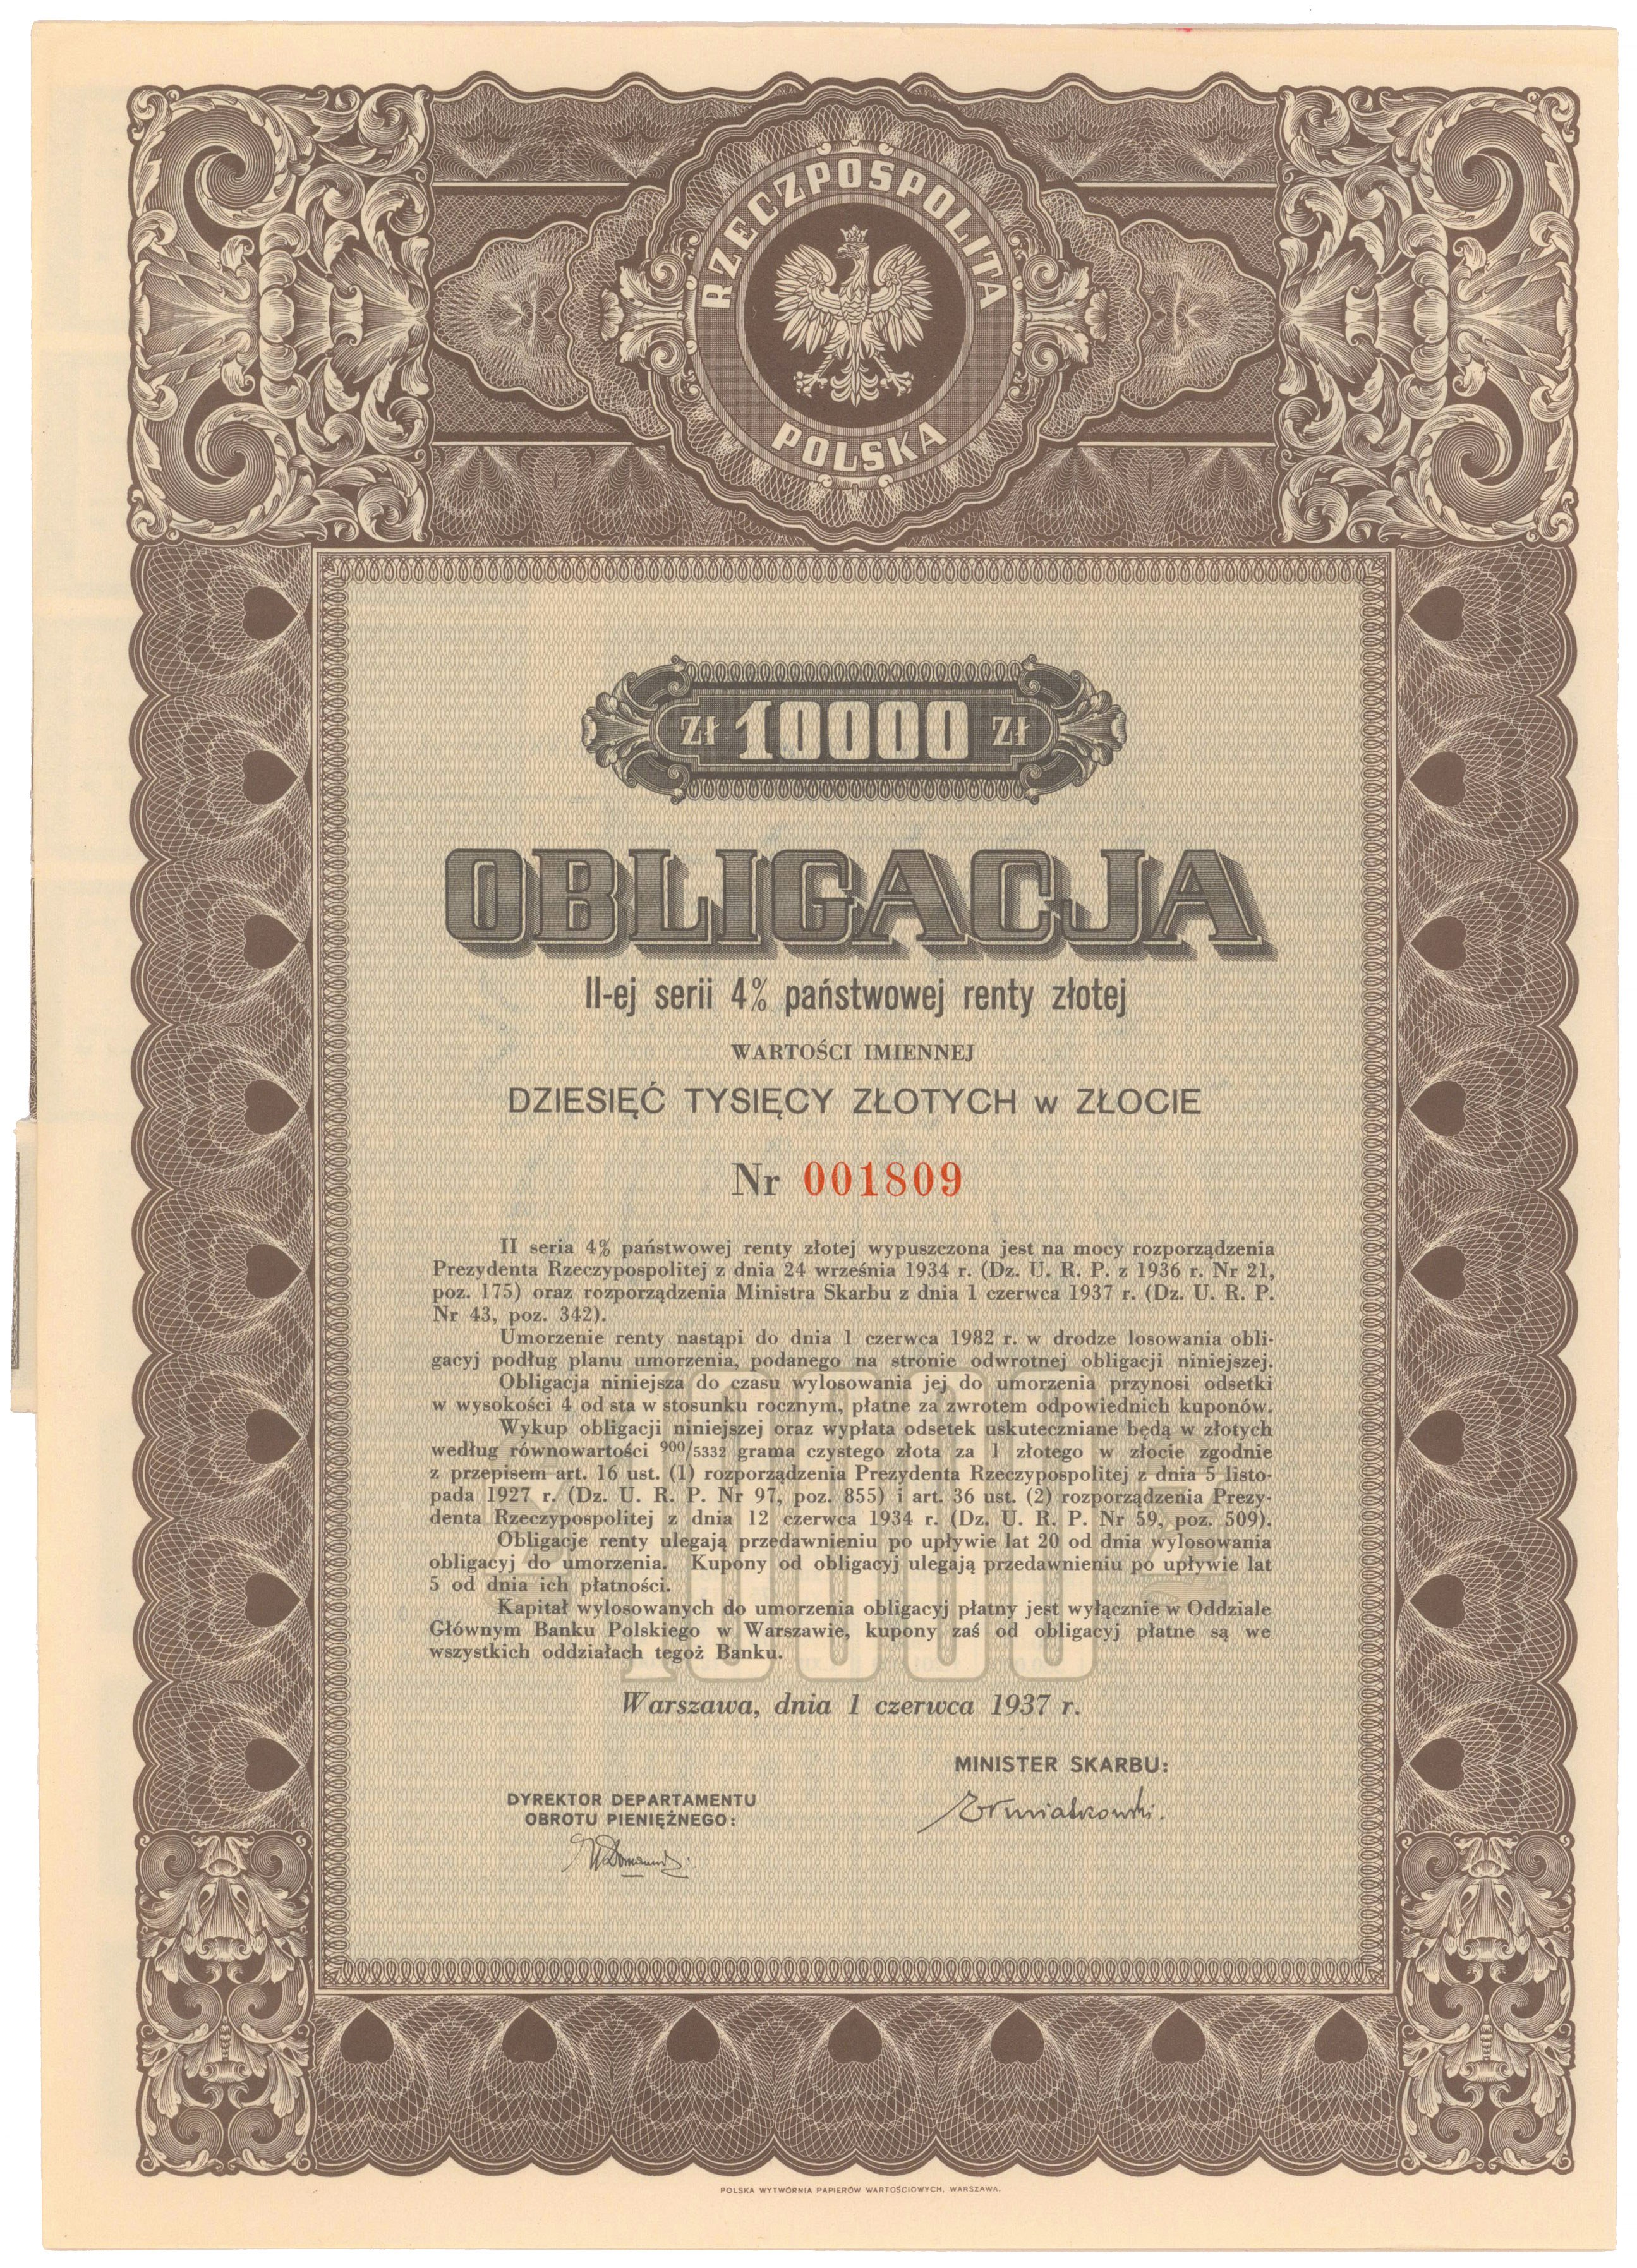 RZECZPOSPOLITA
POLSKA
Zł 10000 Zł
OBLIGACJA
II-ej serii 4% państwowej renty złotej
WARTOŚCI IMIENNEJ
DZIESIĘĆ TYSIĘCY ZŁOTYCH w ZŁOCIE
Nr 001809
II seria 4% państwowej renty złotej wypuszczona jest na mocy rozporządzenia
Prezydenta Rzeczypospolitej z dnia 24 września 1934 r. (Dz. U. R. P. z 1936 r. Nr 21,
poz. 175) oraz rozporządzenia Ministra Skarbu z dnia 1 czerwca 1937 r. (Dz. U. R. P.
Nr 43, poz. 342).
Umorzenie renty nastąpi do dnia 1 czerwca 1982 r. w drodze losowania obli-
gacyj podług planu umorzenia, podanego na stronie odwrotnej obligacji niniejszej.
Obligacja niniejsza do czasu wylosowania jej do umorzenia przynosi odsetki
w wysokości 4 od sta w stosunku rocznym, płatne za zwrotem odpowiednich kuponów.
Wykup obligacji niniejszej oraz wypłata odsetek uskuteczniane będą w złotych
według równowartości 900/5332 grama czystego złota za 1 złotego w złocie zgodnie
z przepisem art. 16 ust. (1) rozporządzenia Prezydenta Rzeczypospolitej z dnia 5 listo-
pada 1927 r. (Dz. U. R. P. Nr 97, poz. 855) i art. 36 ust. (2) rozporządzenia Prezy-
denta Rzeczypospolitej z dnia 12 czerwca 1934 r. (Dz. U. R. P. Nr 59, poz. 509).
Obligacje renty ulegają przedawnieniu po upływie lat 20 od dnia wylosowania
obligacyj do umorzenia. Kupony od obligacyj ulegają przedawnieniu po upływie lat
5 od dnia ich płatności.
Kapitał wylosowanych do umorzenia obligacyj płatny jest wyłącznie w Oddziale
Głównym Banku Polskiego w Warszawie, kupony zaś od obligacyj płatne są we
wszystkich oddziałach tegoż Banku.
10000
Warszawa, dnia 1 czerwca 1937 r.
MINISTER SKARBU:
DYREKTOR DEPARTAMENTU
OBROTU PIENIĘŻNEGO:
POLSKA WYTWÓRNIA PAPIERÓW WARTOŚCIOWYCH, WARSZAWA.